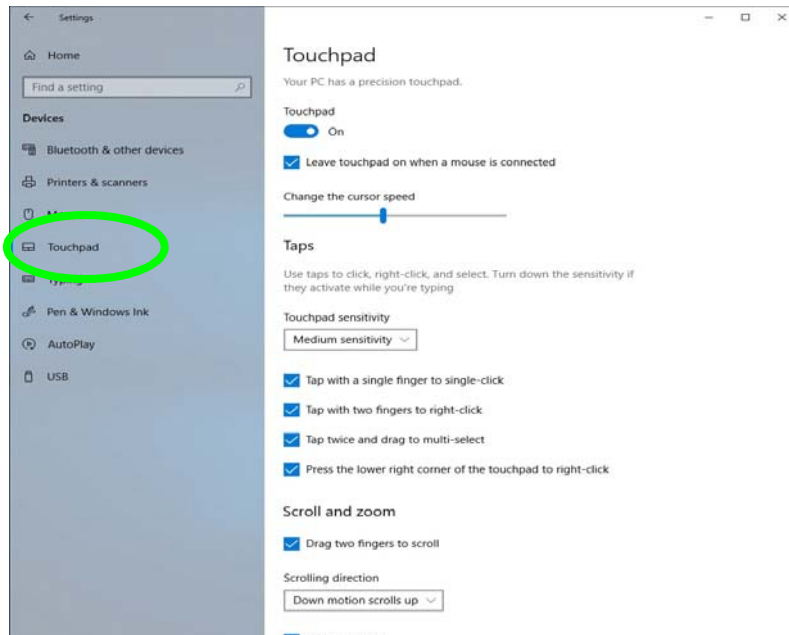 Settings
Home
Find a setting
Devices
Bluetooth & other devices
Printers & scanners
Touchpad
Typing
Pen & Windows Ink
AutoPlay
USB
Touchpad
Your PC has a precision touchpad.
Touchpad
On
Leave touchpad on when a mouse is connected
Change the cursor speed
Taps
Use taps to click, right-click, and select. Turn down the sensitivity if
they activate while you're typing
Touchpad sensitivity
Medium sensitivity
Tap with a single finger to single-click
Tap with two fingers to right-click
Tap twice and drag to multi-select
Press the lower right corner of the touchpad to right-click
Scroll and zoom
Drag two fingers to scroll
Scrolling direction
Down motion scrolls up